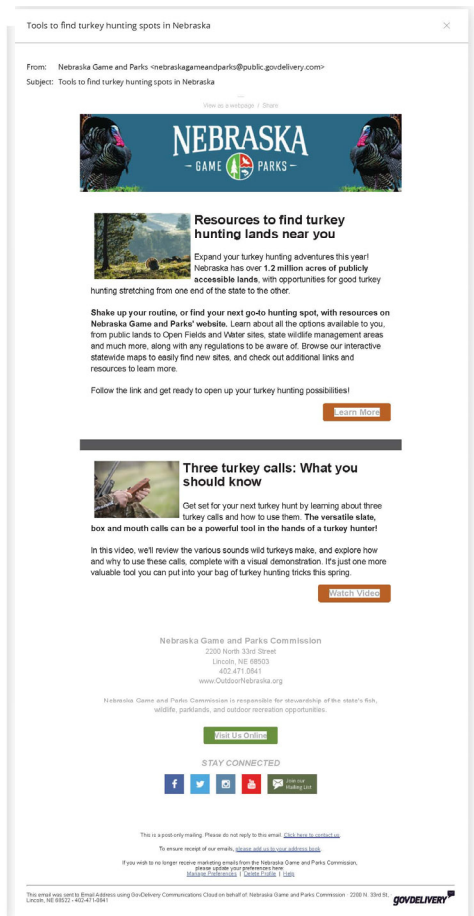 Tools to find turkey hunting spots in Nebraska
From: Nebraska Game and Parks <nebraskagameandparks@public.govdelivery.com>
Subject: Tools to find turkey hunting spots in Nebraska
View as a webpage | Share
NEBRASKA
- GAME PARKS -
Resources to find turkey
hunting lands near you
Expand your turkey hunting adventures this year!
Nebraska has over 1.2 million acres of publicly
accessible lands, with opportunities for good turkey
hunting stretching from one end of the state to the other.
Shake up your routine, or find your next go-to hunting spot, with resources on
Nebraska Game and Parks' website. Learn about all the options available to you,
from public lands to Open Fields and Water sites, state wildlife management areas
and much more, along with any regulations to be aware of. Browse our interactive
statewide maps to easily find new sites, and check out additional links and
resources to learn more.
Follow the link and get ready to open up your turkey hunting possibilities!
Learn More
Three turkey calls: What you
should know
Get set for your next turkey hunt by learning about three
turkey calls and how to use them. The versatile slate,
box and mouth calls can be a powerful tool in the hands of a turkey hunter!
In this video, we'll review the various sounds wild turkeys make, and explore how
and why to use these calls, complete with a visual demonstration. It's just one more
valuable tool you can put into your bag of turkey hunting tricks this spring.
Watch Video
Nebraska Game and Parks Commission
2200 North 33rd Street
Lincoln, NE 68503
402.471.0641
www.OutdoorNebraska.org
Nebraska Game and Parks Commission is responsible for stewardship of the state's fish,
wildlife, parklands, and outdoor recreation opportunities.
Visit Us Online
STAY CONNECTED
Join our
Mailing List
This is a post-only mailing. Please do not reply to this email. Click here to contact us.
To ensure receipt of our emails, please add us to your address book.
If you wish to no longer receive marketing emails from the Nebraska Game and Parks Commission,
please update your preferences here:
Manage Preferences | Delete Profile | Help
This email was sent to Email Address using GovDelivery Communications Cloud on behalf of: Nebraska Game and Parks Commission · 2200 N. 33rd St,
Lincoln, NE 68522 · 402-471-0641
GOVDELIVERY